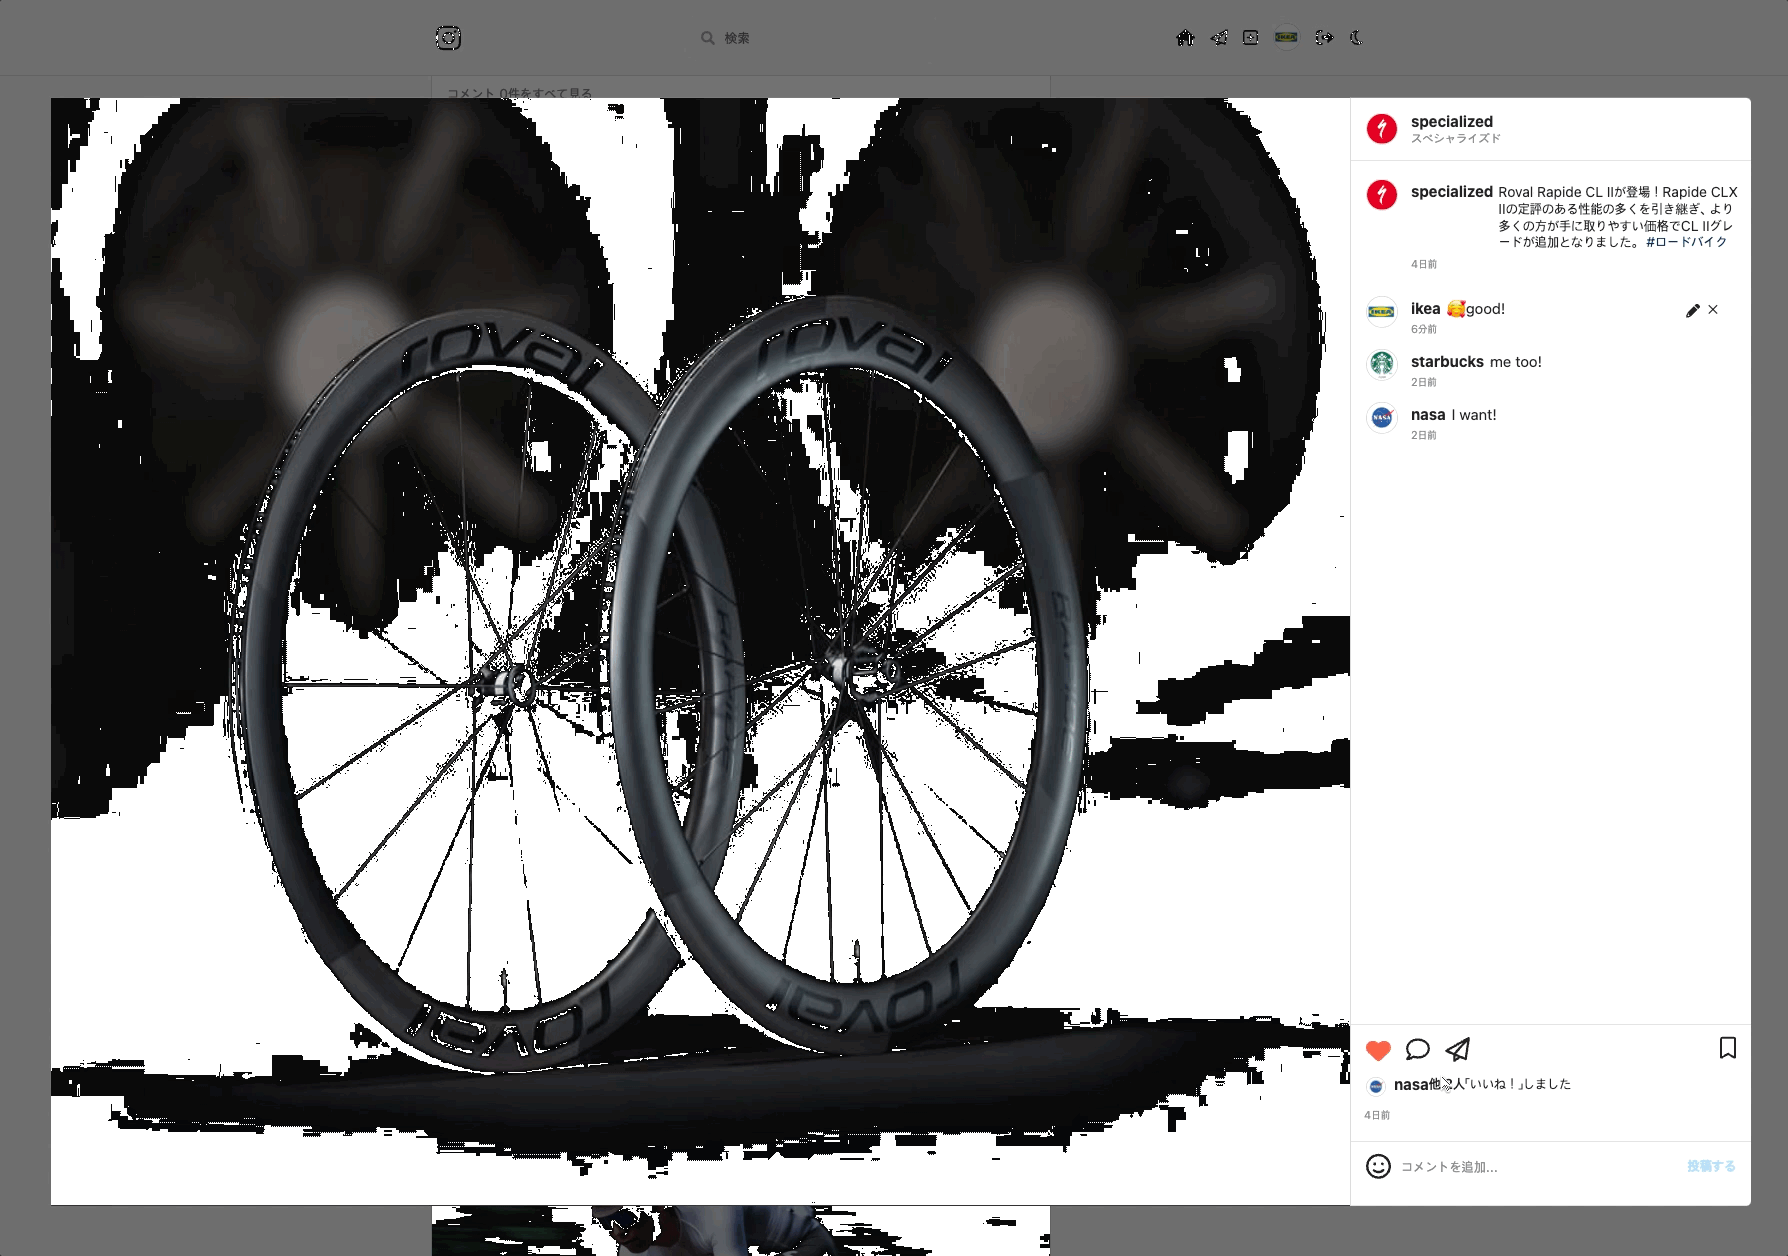 検索
コメント 0件をすべて見る
specialized
スペシャライズド
specialized Roval Rapide CL IIが登場！Rapide CLX
IIの定評のある性能の多くを引き継ぎ、より
多くの方が手に取りやすい価格でCL IIグレ
ードが追加となりました。 #ロードバイク
4日前
ikea 🥰good!
6分前
starbucks me too!
2日前
nasa I want!
2日前
roval
roval
roval
roval
nasa他2人「いいね！」しました
4日前
コメントを追加...
投稿する